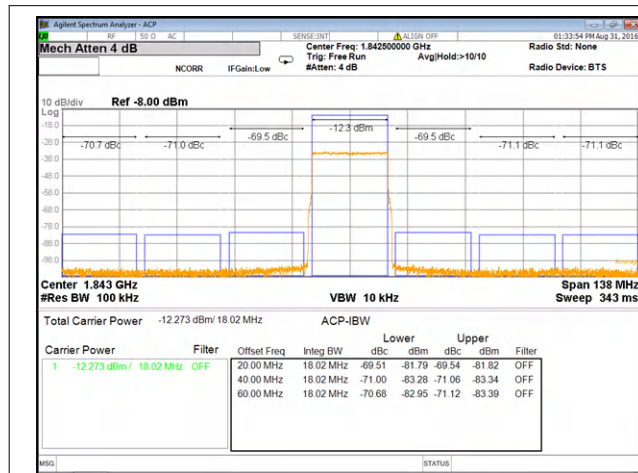 Agilent Spectrum Analyzer - ACP
RF 50 Ω AC SENSE:INT ALIGN OFF 01:33:54 PM Aug 31, 2016
Mech Atten 4 dB Center Freq: 1.842500000 GHz Radio Std: None
Trig: Free Run Avg|Hold:>10/10
NCORR IFGain:Low #Atten: 4 dB Radio Device: BTS
10 dB/div Ref -8.00 dBm
Log
-18.0
-28.0
-38.0
-48.0
-58.0
-68.0
-78.0
-88.0
-98.0
-70.7 dBc -71.0 dBc -69.5 dBc -12.3 dBm -69.5 dBc -71.1 dBc -71.1 dBc
Center 1.843 GHz Span 138 MHz
#Res BW 100 kHz VBW 10 kHz Sweep 343 ms
Total Carrier Power -12.273 dBm/ 18.02 MHz ACP-IBW
Lower Upper
Carrier Power Filter Offset Freq Integ BW dBc dBm dBc dBm Filter
1 -12.273 dBm / 18.02 MHz OFF 20.00 MHz 18.02 MHz -69.51 -81.79 -69.54 -81.82 OFF
40.00 MHz 18.02 MHz -71.00 -83.28 -71.06 -83.34 OFF
60.00 MHz 18.02 MHz -70.68 -82.95 -71.12 -83.39 OFF
MSG STATUS